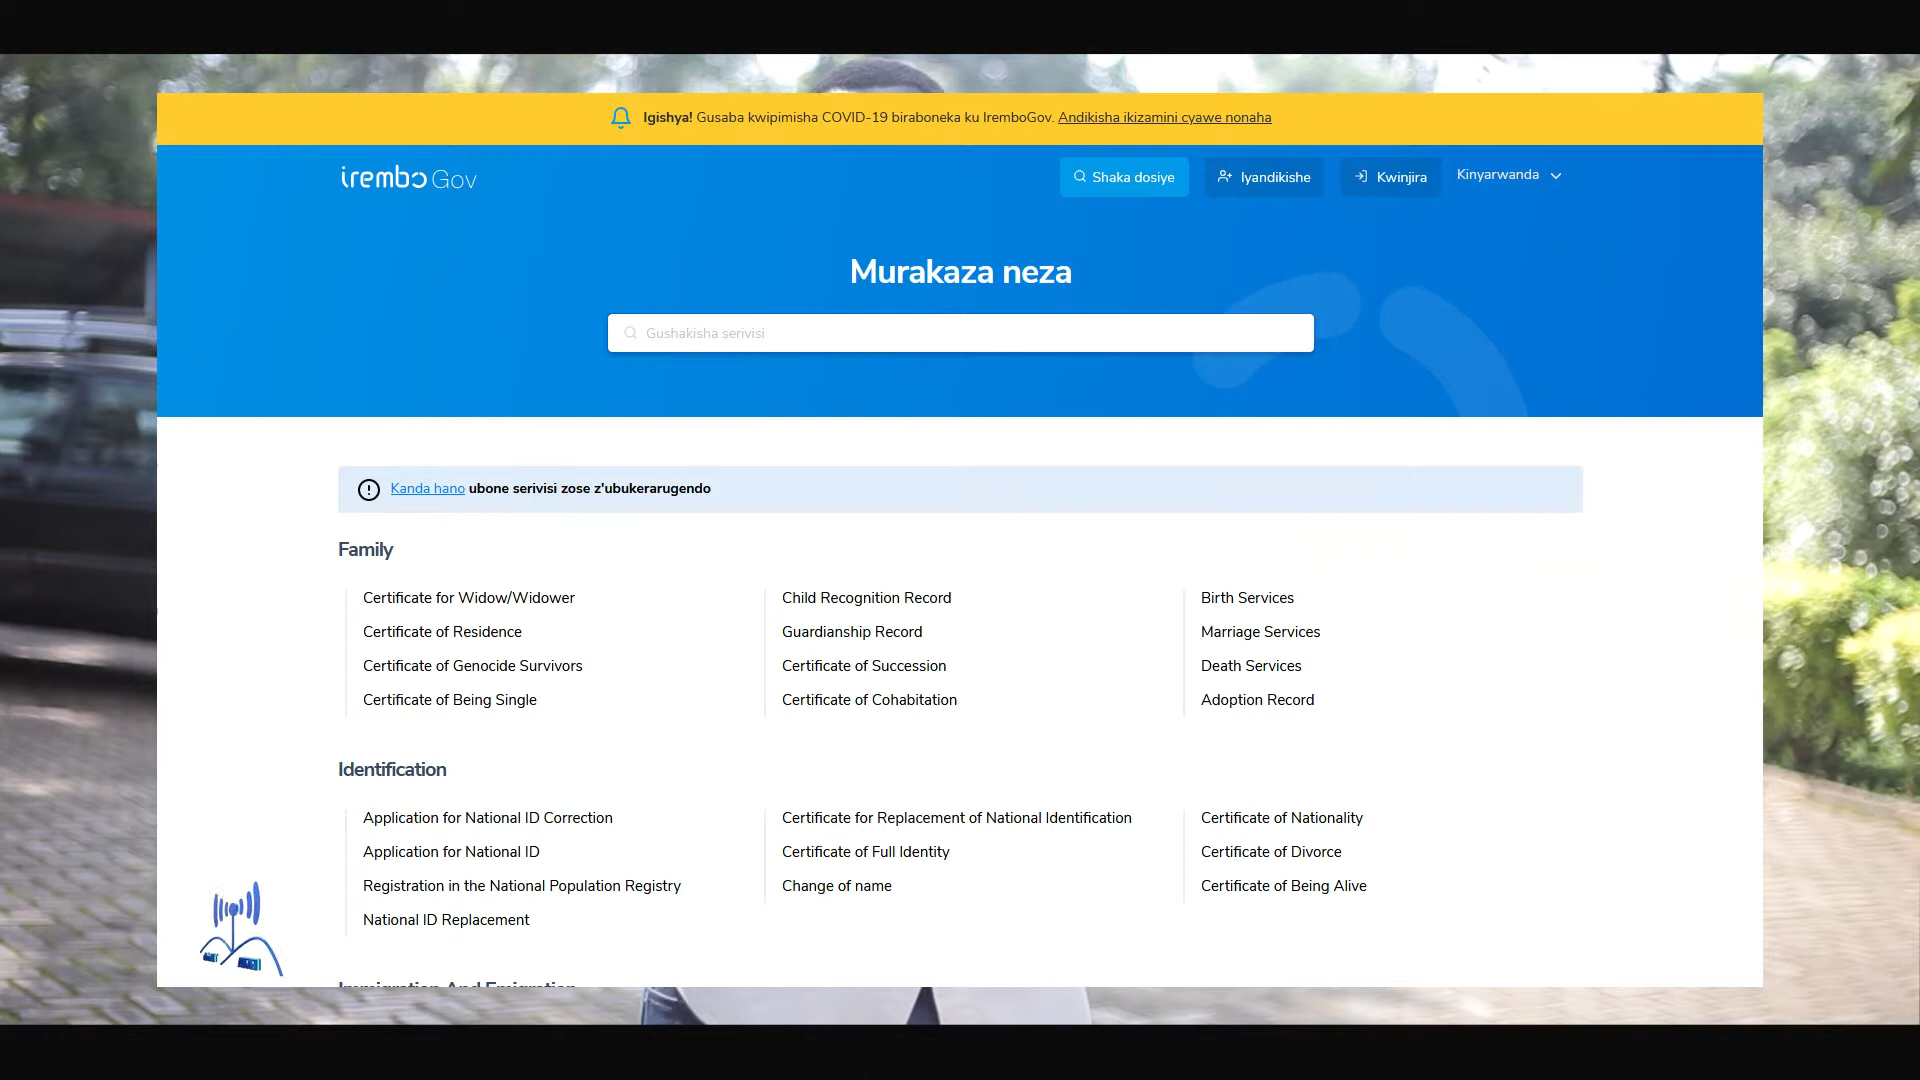 Igishya! Gusaba kwipimisha COVID-19 biraboneka ku IremboGov. Andikisha ikizamini cyawe nonaha
irembo Gov
Shaka dosiye
Iyandikishe
Kwinjira
Kinyarwanda
Murakaza neza
Gushakisha serivisi
Kanda hano ubone serivisi zose z'ubukerarugendo
Family
Certificate for Widow/Widower
Certificate of Residence
Certificate of Genocide Survivors
Certificate of Being Single
Child Recognition Record
Guardianship Record
Certificate of Succession
Certificate of Cohabitation
Birth Services
Marriage Services
Death Services
Adoption Record
Identification
Application for National ID Correction
Application for National ID
Registration in the National Population Registry
National ID Replacement
Certificate for Replacement of National Identification
Certificate of Full Identity
Change of name
Certificate of Nationality
Certificate of Divorce
Certificate of Being Alive
Immigration And Emigration